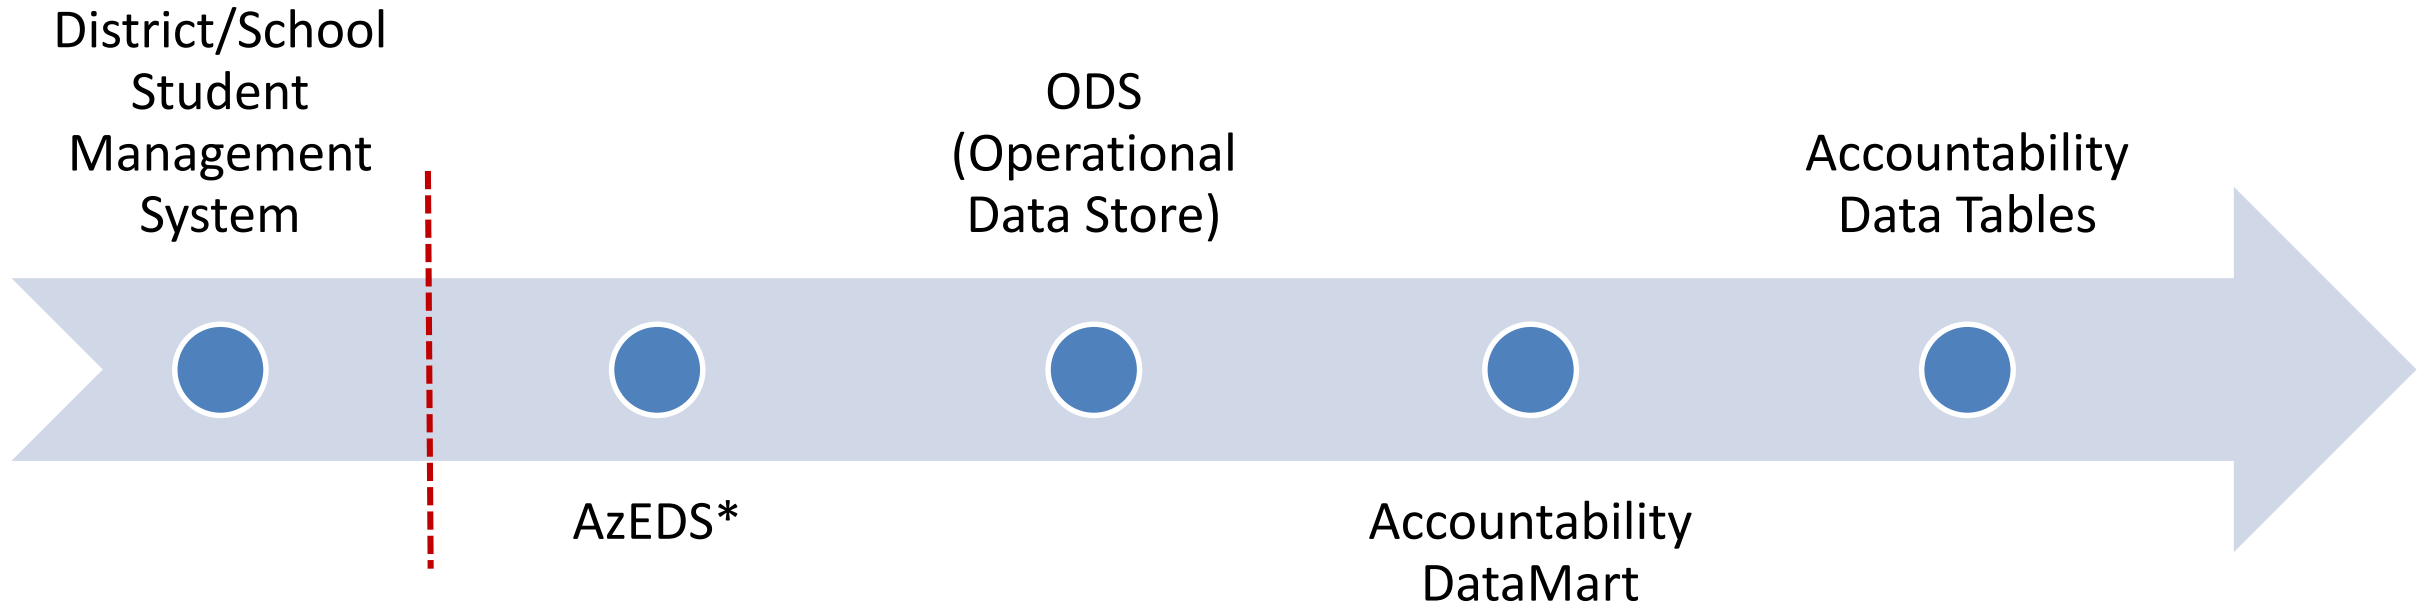 District/School
Student
Management
System
AzEDS*
ODS
(Operational
Data Store)
Accountability
DataMart
Accountability
Data Tables